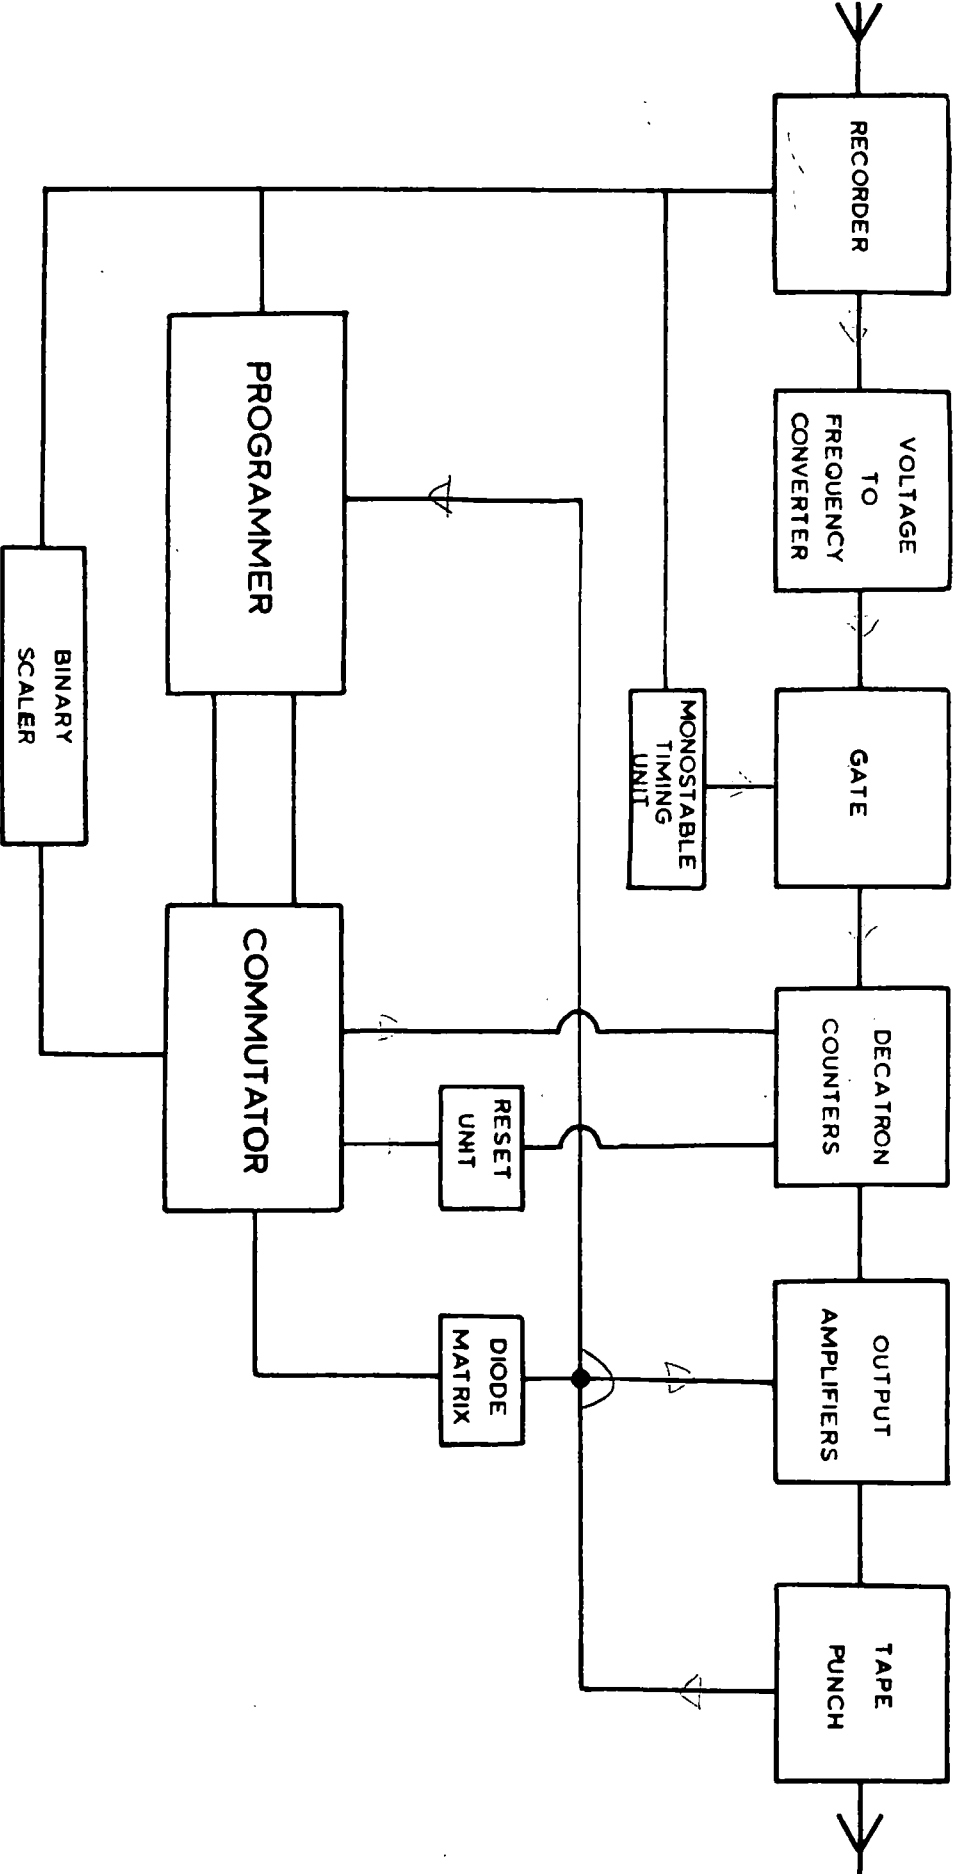 RECORDER
VOLTAGE
TO
FREQUENCY
CONVERTER
GATE
DECATRON
COUNTERS
OUTPUT
AMPLIFIERS
TAPE
PUNCH
MONOSTABLE
TIMING
UNIT
RESET
UNIT
DIODE
MATRIX
PROGRAMMER
COMMUTATOR
BINARY
SCALER